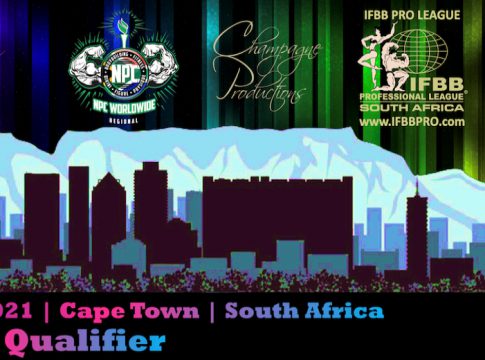 NPC
NPC WORLDWIDE
REGIONAL
Champagne
Productions
IFBB PRO LEAGUE
IFBB
PROFESSIONAL LEAGUE
SOUTH AFRICA
www.IFBBPRO.com
021 | Cape Town | South Africa
Qualifier